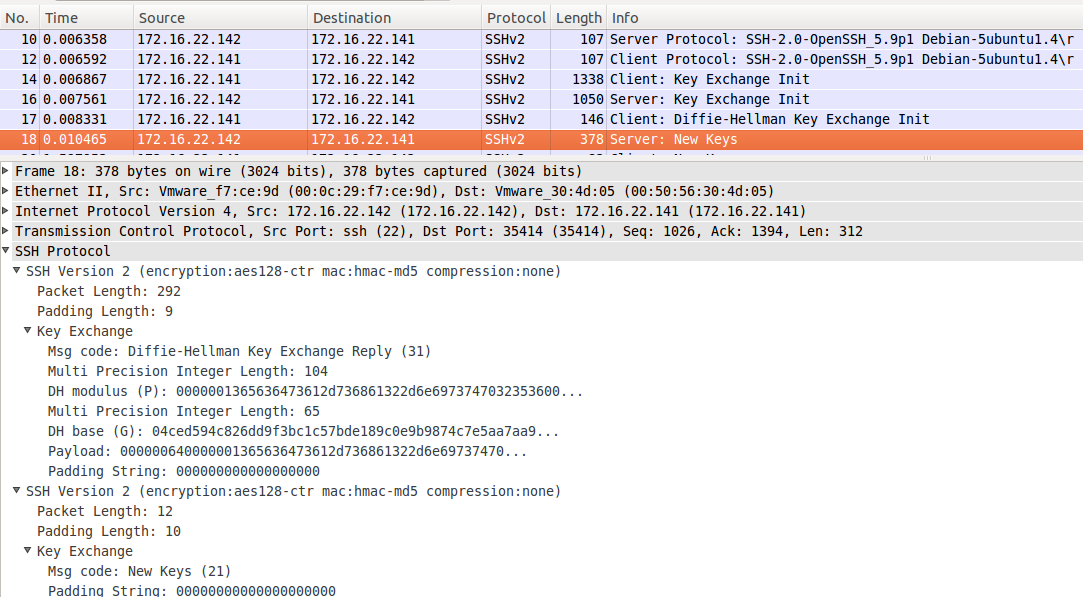 No. Time Source Destination Protocol Length Info
10 0.006358 172.16.22.142 172.16.22.141 SSHv2 107 Server Protocol: SSH-2.0-OpenSSH_5.9p1 Debian-5ubuntu1.4\r
12 0.006592 172.16.22.141 172.16.22.142 SSHv2 107 Client Protocol: SSH-2.0-OpenSSH_5.9p1 Debian-5ubuntu1.4\r
14 0.006867 172.16.22.141 172.16.22.142 SSHv2 1338 Client: Key Exchange Init
16 0.007561 172.16.22.142 172.16.22.141 SSHv2 1050 Server: Key Exchange Init
17 0.008331 172.16.22.141 172.16.22.142 SSHv2 146 Client: Diffie-Hellman Key Exchange Init
18 0.010465 172.16.22.142 172.16.22.141 SSHv2 378 Server: New Keys
Frame 18: 378 bytes on wire (3024 bits), 378 bytes captured (3024 bits)
Ethernet II, Src: Vmware_f7:ce:9d (00:0c:29:f7:ce:9d), Dst: Vmware_30:4d:05 (00:50:56:30:4d:05)
Internet Protocol Version 4, Src: 172.16.22.142 (172.16.22.142), Dst: 172.16.22.141 (172.16.22.141)
Transmission Control Protocol, Src Port: ssh (22), Dst Port: 35414 (35414), Seq: 1026, Ack: 1394, Len: 312
SSH Protocol
SSH Version 2 (encryption:aes128-ctr mac:hmac-md5 compression:none)
Packet Length: 292
Padding Length: 9
Key Exchange
Msg code: Diffie-Hellman Key Exchange Reply (31)
Multi Precision Integer Length: 104
DH modulus (P): 0000001365636473612d736861322d6e6973747032353600...
Multi Precision Integer Length: 65
DH base (G): 04ced594c826dd9f3bc1c57bde189c0e9b9874c7e5aa7aa9...
Payload: 000000640000001365636473612d736861322d6e69737470...
Padding String: 000000000000000000
SSH Version 2 (encryption:aes128-ctr mac:hmac-md5 compression:none)
Packet Length: 12
Padding Length: 10
Key Exchange
Msg code: New Keys (21)
Padding String: 00000000000000000000